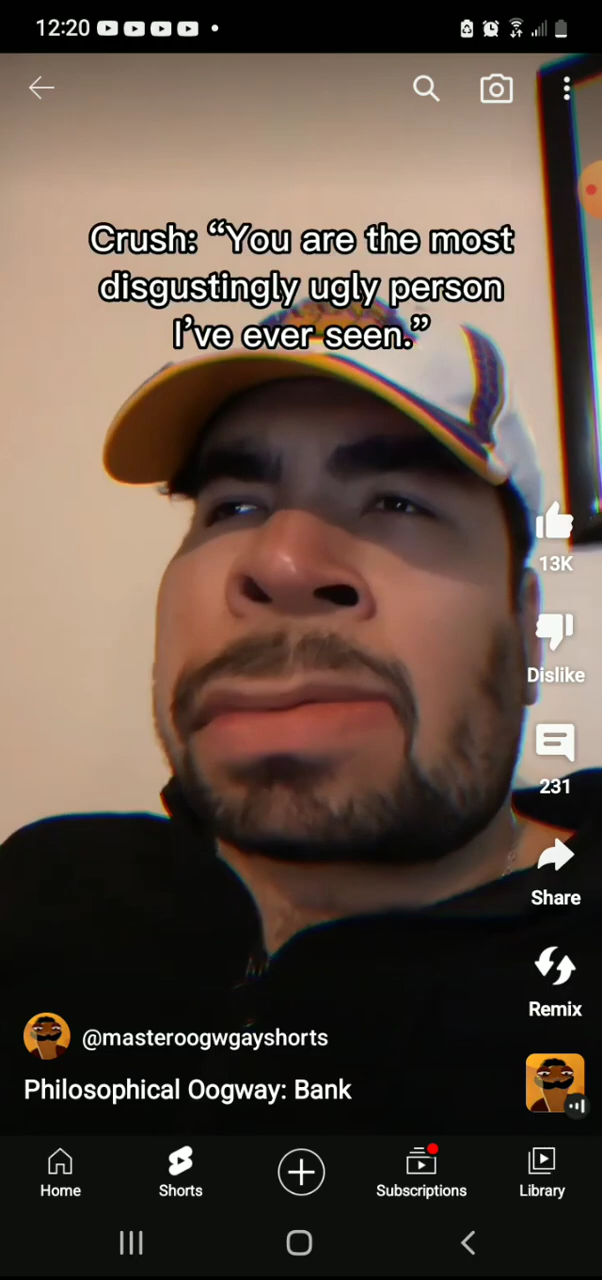 12:20
Crush: “You are the most
disgustingly ugly person
I’ve ever seen.”
13K
Dislike
231
Share
Remix
@masteroogwgayshorts
Philosophical Oogway: Bank
Home
Shorts
Subscriptions
Library